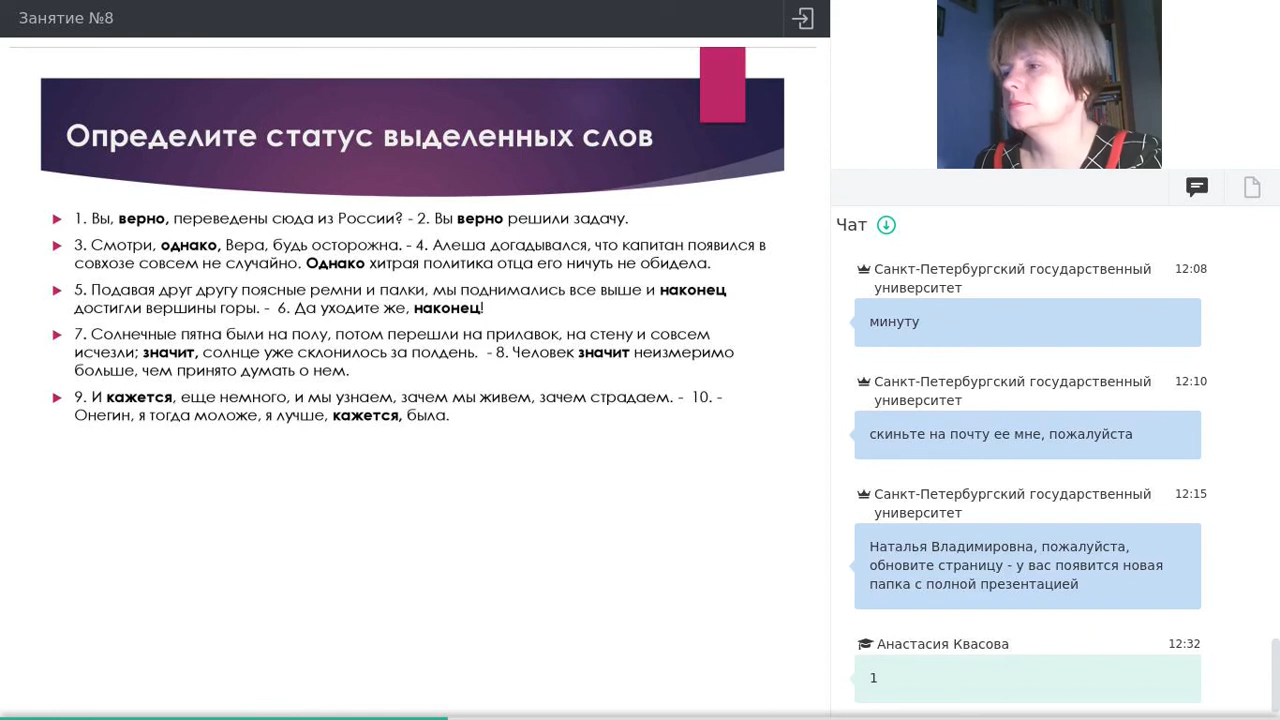 Занятие №8
Определите статус выделенных слов
1. Вы, верно, переведены сюда из России? - 2. Вы верно решили задачу.
3. Смотри, однако, Вера, будь осторожна. - 4. Алеша догадывался, что капитан появился в
совхозе совсем не случайно. Однако хитрая политика отца его ничуть не обидела.
5. Подавая друг другу поясные ремни и палки, мы поднимались все выше и наконец
достигли вершины горы. - 6. Да уходите же, наконец!
7. Солнечные пятна были на полу, потом перешли на прилавок, на стену и совсем
исчезли; значит, солнце уже склонилось за полдень. - 8. Человек значит неизмеримо
больше, чем принято думать о нем.
9. И кажется, еще немного, и мы узнаем, зачем мы живем, зачем страдаем. - 10. -
Онегин, я тогда моложе, я лучше, кажется, была.
Чат
Санкт-Петербургский государственный 12:08
университет
минуту
Санкт-Петербургский государственный 12:10
университет
скиньте на почту ее мне, пожалуйста
Санкт-Петербургский государственный 12:15
университет
Наталья Владимировна, пожалуйста,
обновите страницу - у вас появится новая
папка с полной презентацией
Анастасия Квасова 12:32
1